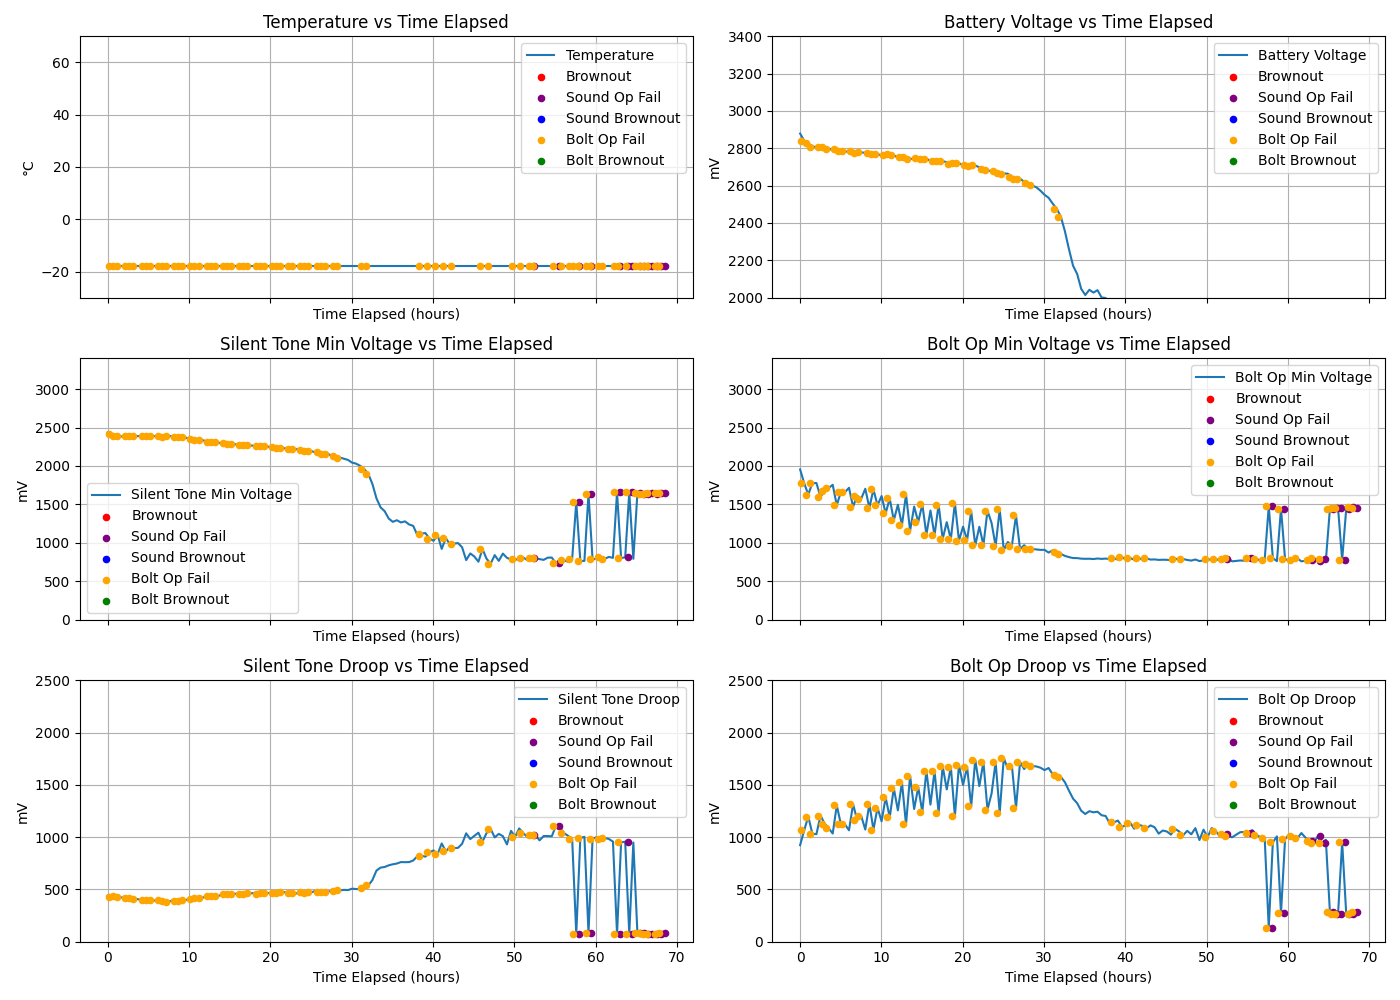 Temperature vs Time Elapsed
60
40
20
0
−20
°C
Time Elapsed (hours)
Temperature
Brownout
Sound Op Fail
Sound Brownout
Bolt Op Fail
Bolt Brownout
Battery Voltage vs Time Elapsed
3400
3200
3000
2800
2600
2400
2200
2000
mV
Time Elapsed (hours)
Battery Voltage
Brownout
Sound Op Fail
Sound Brownout
Bolt Op Fail
Bolt Brownout
Silent Tone Min Voltage vs Time Elapsed
3000
2500
2000
1500
1000
500
0
mV
Time Elapsed (hours)
Silent Tone Min Voltage
Brownout
Sound Op Fail
Sound Brownout
Bolt Op Fail
Bolt Brownout
Bolt Op Min Voltage vs Time Elapsed
3000
2500
2000
1500
1000
500
0
mV
Time Elapsed (hours)
Bolt Op Min Voltage
Brownout
Sound Op Fail
Sound Brownout
Bolt Op Fail
Bolt Brownout
Silent Tone Droop vs Time Elapsed
2500
2000
1500
1000
500
0
mV
0 10 20 30 40 50 60 70
Time Elapsed (hours)
Silent Tone Droop
Brownout
Sound Op Fail
Sound Brownout
Bolt Op Fail
Bolt Brownout
Bolt Op Droop vs Time Elapsed
2500
2000
1500
1000
500
0
mV
0 10 20 30 40 50 60 70
Time Elapsed (hours)
Bolt Op Droop
Brownout
Sound Op Fail
Sound Brownout
Bolt Op Fail
Bolt Brownout